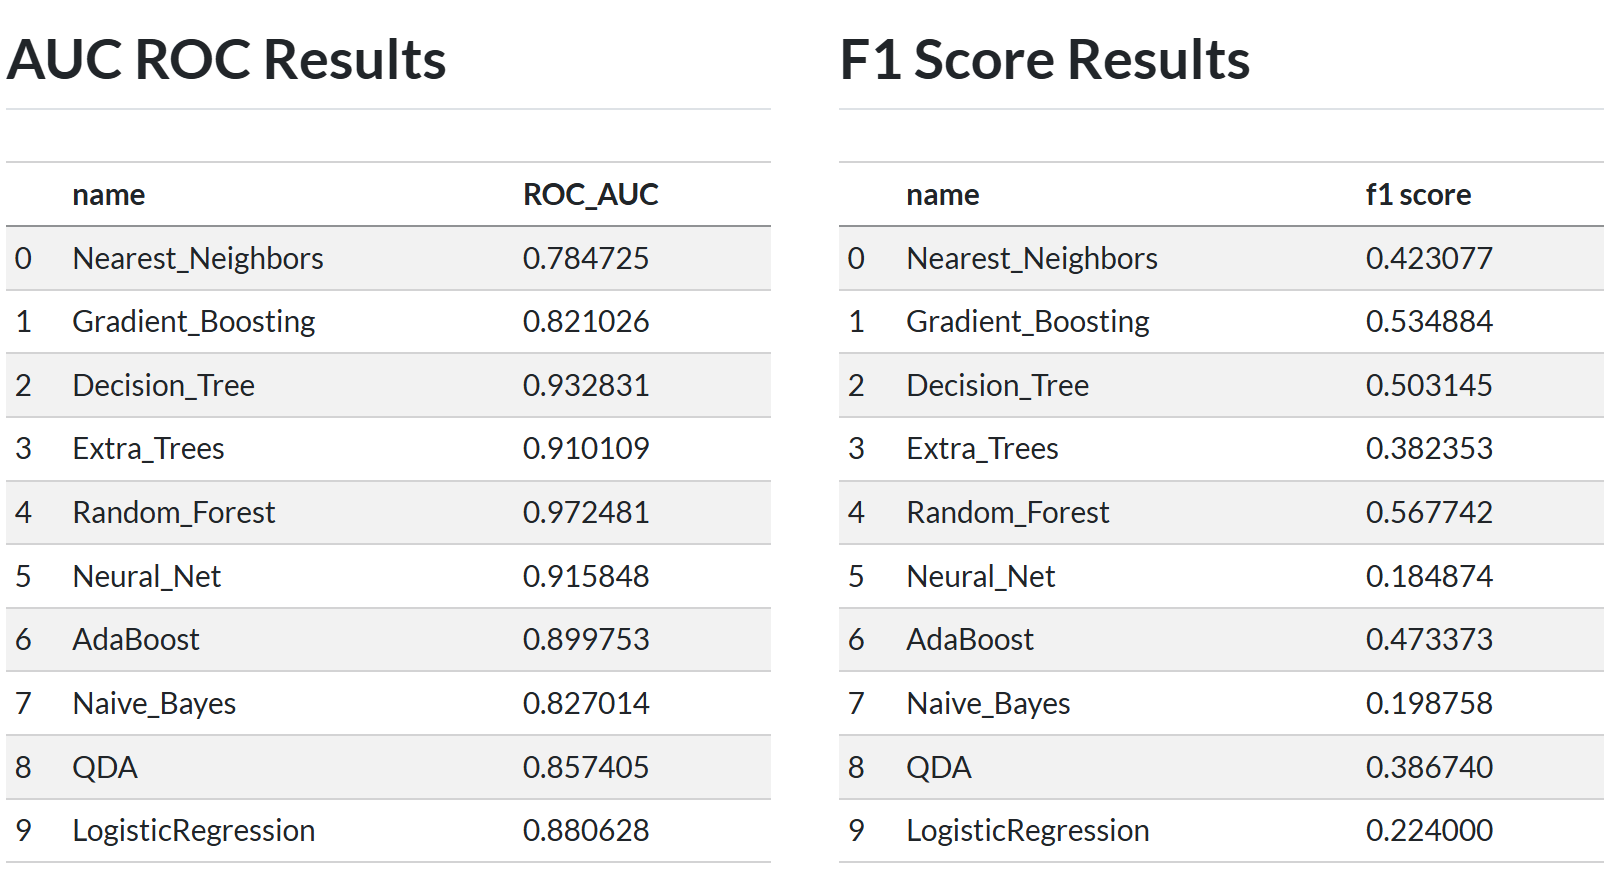 AUC ROC Results
name ROC_AUC
0 Nearest_Neighbors 0.784725
1 Gradient_Boosting 0.821026
2 Decision_Tree 0.932831
3 Extra_Trees 0.910109
4 Random_Forest 0.972481
5 Neural_Net 0.915848
6 AdaBoost 0.899753
7 Naive_Bayes 0.827014
8 QDA 0.857405
9 LogisticRegression 0.880628
F1 Score Results
name f1 score
0 Nearest_Neighbors 0.423077
1 Gradient_Boosting 0.534884
2 Decision_Tree 0.503145
3 Extra_Trees 0.382353
4 Random_Forest 0.567742
5 Neural_Net 0.184874
6 AdaBoost 0.473373
7 Naive_Bayes 0.198758
8 QDA 0.386740
9 LogisticRegression 0.224000